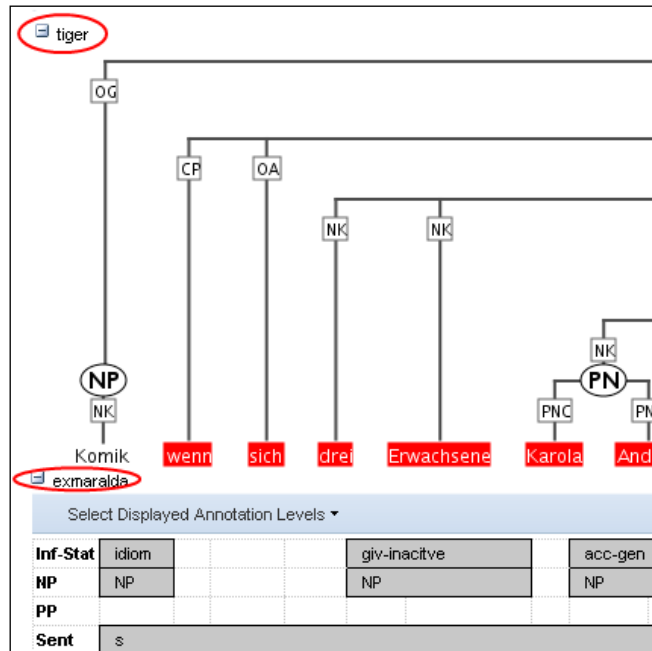 tiger
OG
CP OA
NK NK
NK
NP PN
NK PNC PN
Komik wenn sich drei Erwachsene Karola And
exmaralda
Select Displayed Annotation Levels
Inf-Stat idiom giv-inacitve acc-gen
NP NP NP NP
PP
Sent s